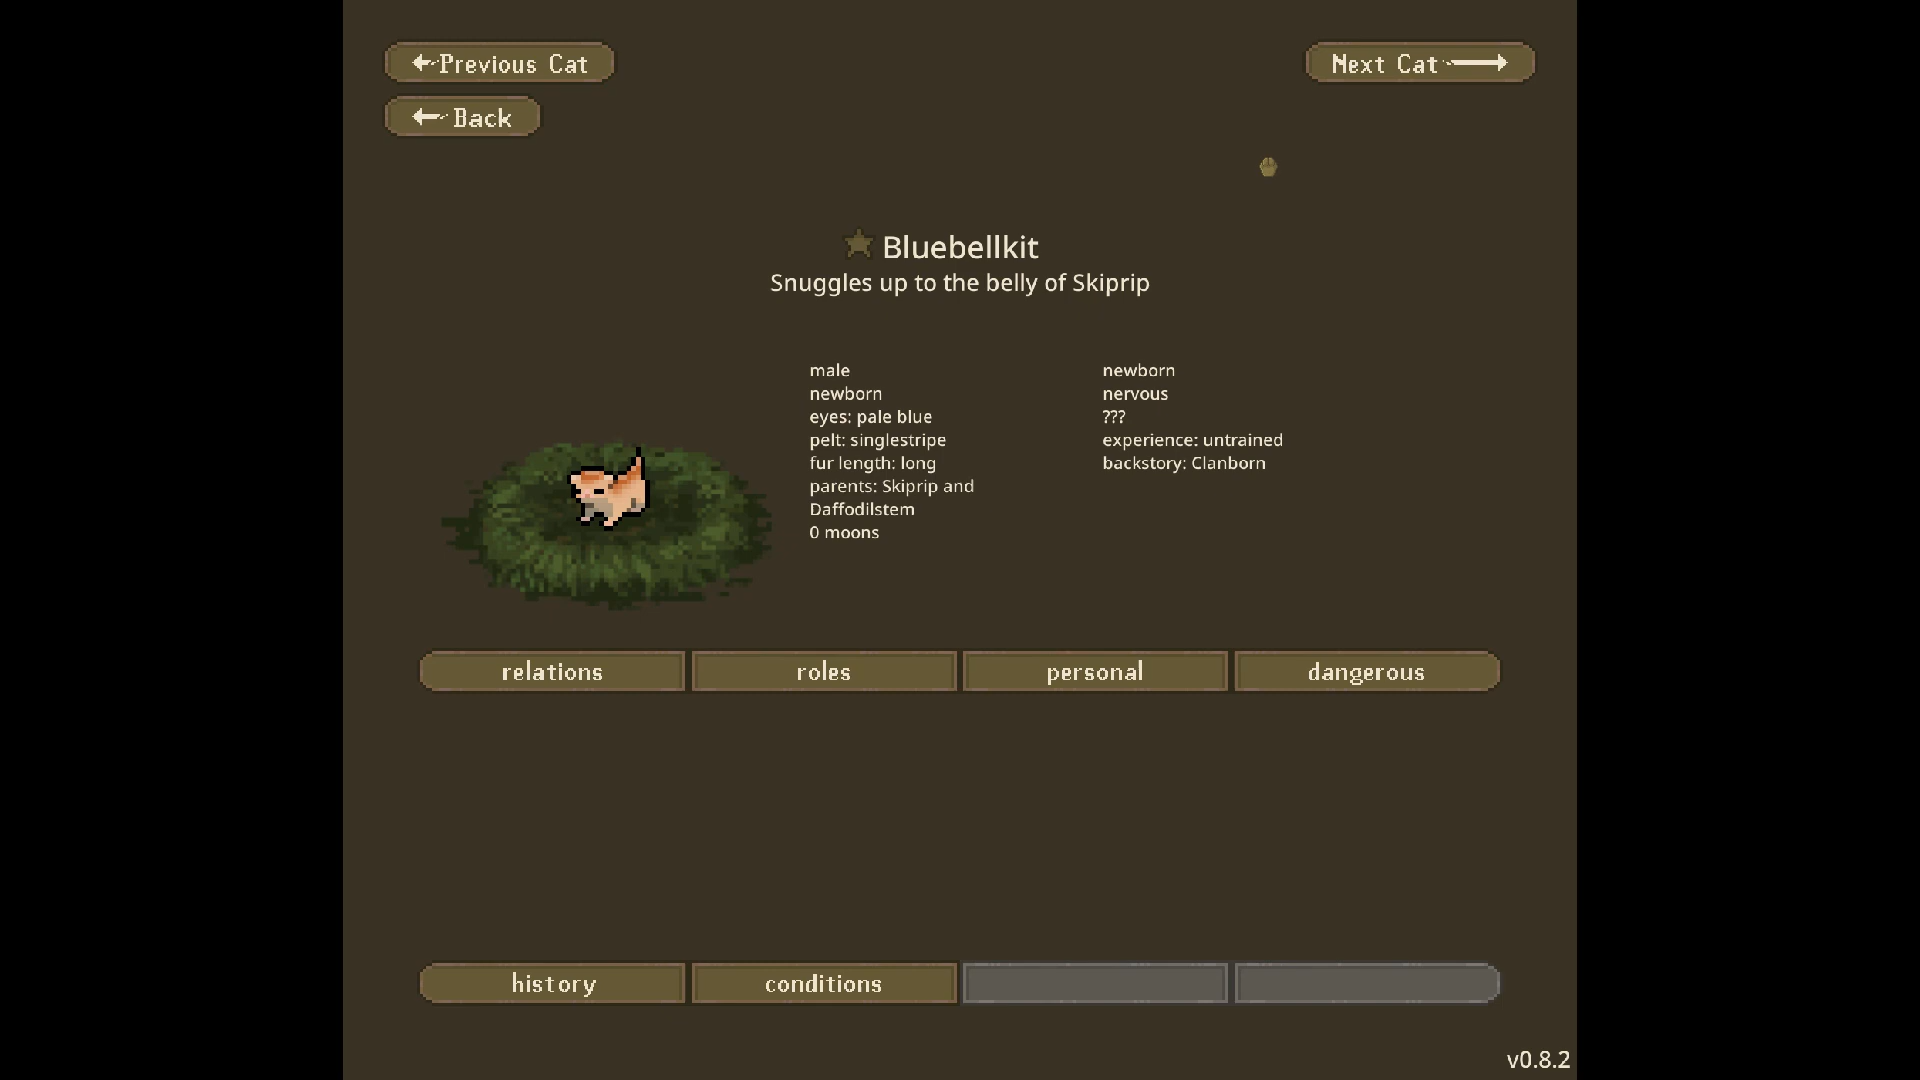 Previous Cat
Next Cat
Back
Bluebellkit
Snuggles up to the belly of Skiprip
male
newborn
eyes: pale blue
pelt: singlestripe
fur length: long
parents: Skiprip and
Daffodilstem
0 moons
newborn
nervous
???
experience: untrained
backstory: Clanborn
relations
roles
personal
dangerous
history
conditions
v0.8.2